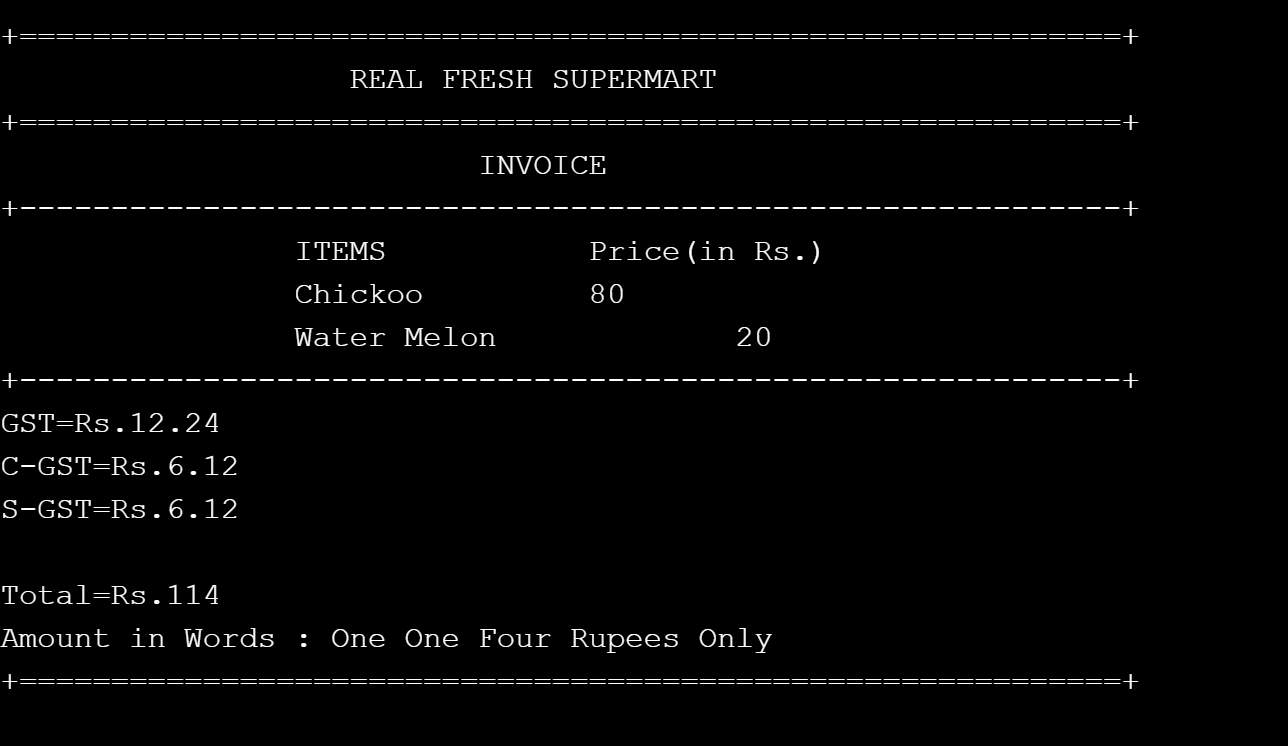 +============================================================+
REAL FRESH SUPERMART
+============================================================+
INVOICE
+------------------------------------------------------------+
ITEMS Price(in Rs.)
Chickoo 80
Water Melon 20
+------------------------------------------------------------+
GST=Rs.12.24
C-GST=Rs.6.12
S-GST=Rs.6.12
Total=Rs.114
Amount in Words : One One Four Rupees Only
+============================================================+